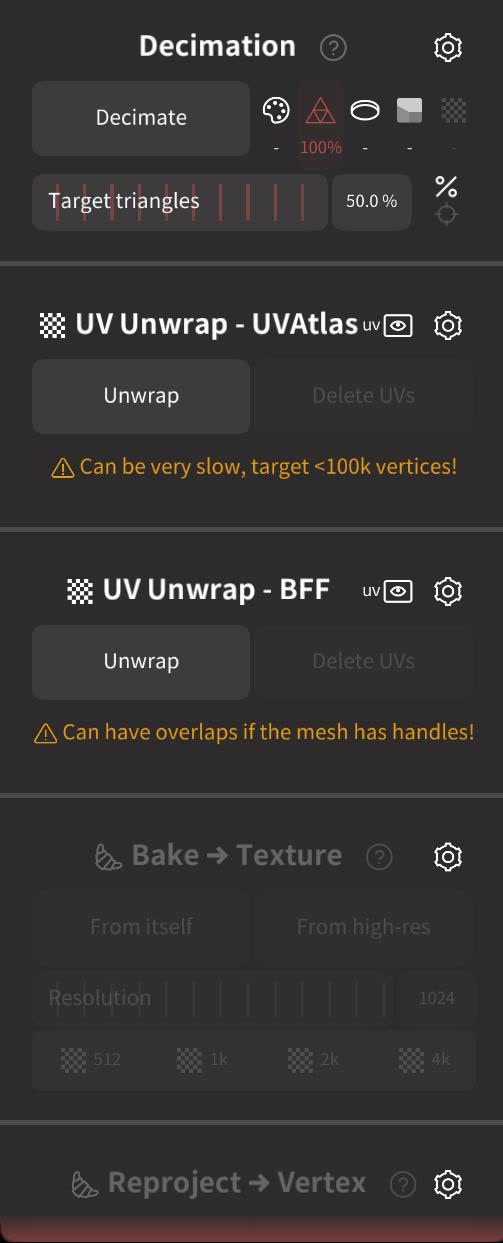 Decimation ?
Decimate
- 100% - - -
Target triangles 50.0 % %
UV Unwrap - UVAtlas uv
Unwrap Delete UVs
Can be very slow, target <100k vertices!
UV Unwrap - BFF uv
Unwrap Delete UVs
Can have overlaps if the mesh has handles!
Bake → Texture ?
From itself From high-res
Resolution 1024
512 1k 2k 4k
Reproject → Vertex ?